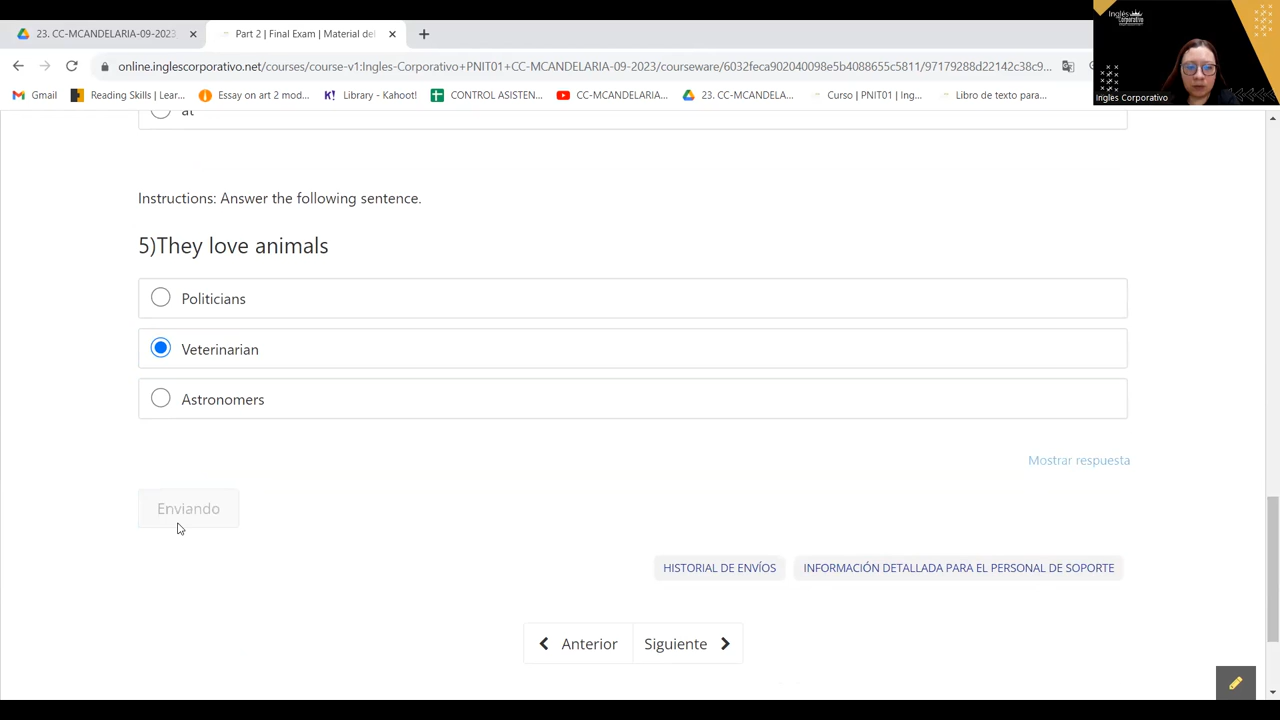 23. CC-MCANDELARIA-09-2023
Part 2 | Final Exam | Material del
online.inglescorporativo.net/courses/course-v1:Ingles-Corporativo+PNIT01+CC-MCANDELARIA-09-2023/courseware/6032fea902040098e5b4088655c5811/97179288d22142c38c9...
Gmail
Reading Skills | Lear...
Essay on art 2 mod...
Library - Kahoot!
CONTROL ASISTEN...
CC-MCANDELARIA...
23. CC-MCANDELA...
Curso | PNIT01 | Ing...
Libro de texto para...
Inglés
Corporativo
Ingles Corporativo
at
Instructions: Answer the following sentence.
5)They love animals
Politicians
Veterinarian
Astronomers
Mostrar respuesta
Enviando
HISTORIAL DE ENVÍOS
INFORMACIÓN DETALLADA PARA EL PERSONAL DE SOPORTE
Anterior
Siguiente